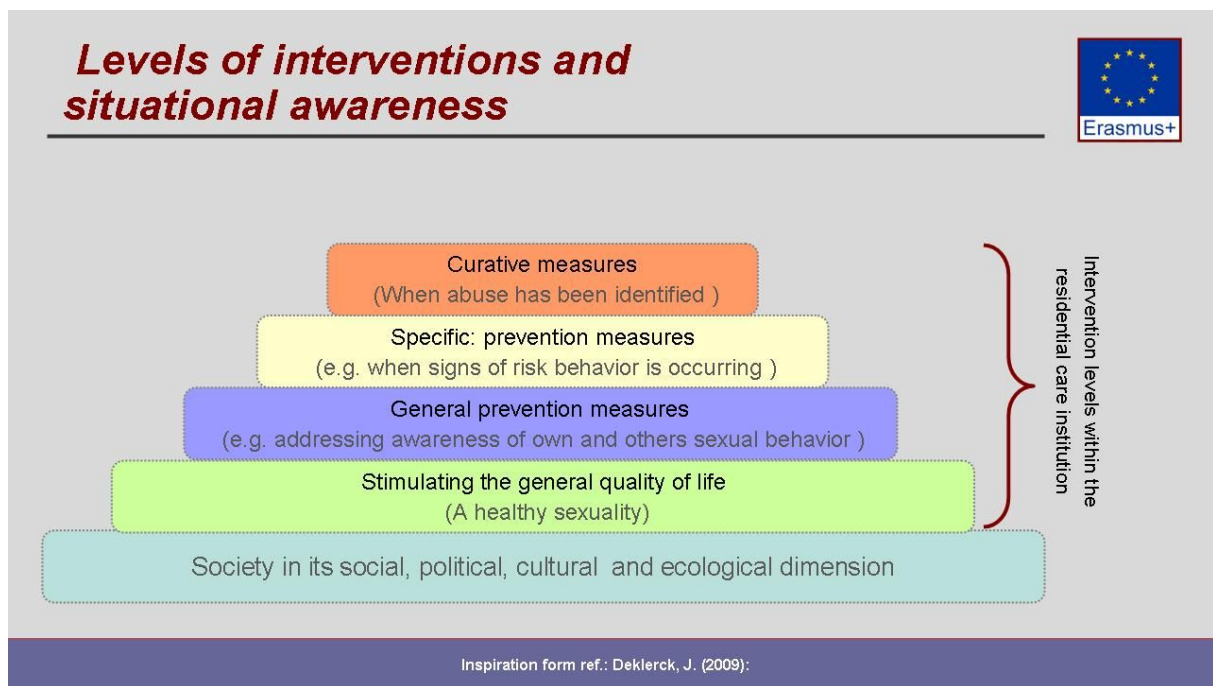 Levels of interventions and
situational awareness
Erasmus+
Curative measures
(When abuse has been identified )
Specific: prevention measures
(e.g. when signs of risk behavior is occurring )
General prevention measures
(e.g. addressing awareness of own and others sexual behavior )
Stimulating the general quality of life
(A healthy sexuality)
Society in its social, political, cultural and ecological dimension
Intervention levels within the
residential care institution
Inspiration form ref.: Deklerck, J. (2009):